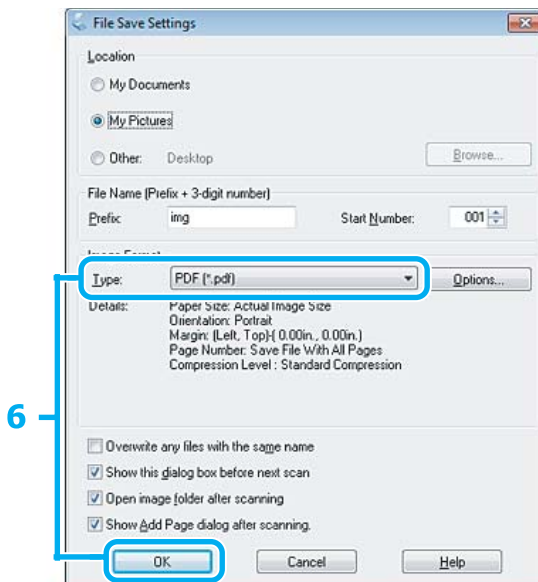 File Save Settings
Location
My Documents
My Pictures
Other: Desktop Browse...
File Name (Prefix + 3-digit number)
Prefix: img Start Number: 001
Image Format
Type: PDF (*.pdf) Options...
Details: Paper Size: Actual Image Size
Orientation: Portrait
Margin: (Left, Top)-( 0.00in., 0.00in.)
Page Number: Save File With All Pages
Compression Level : Standard Compression
6
Overwrite any files with the same name
Show this dialog box before next scan
Open image folder after scanning
Show Add Page dialog after scanning.
OK Cancel Help